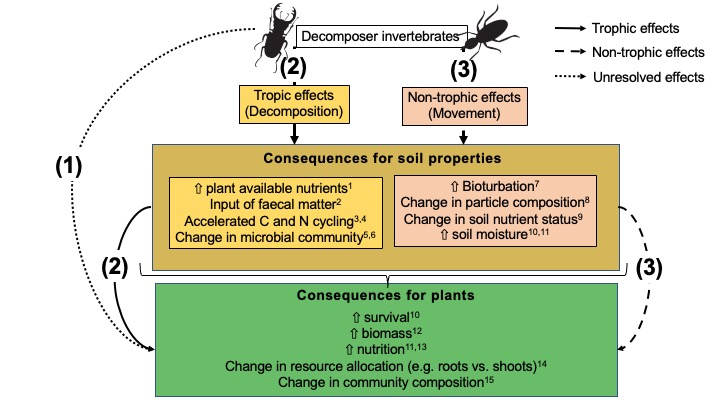 Decomposer invertebrates
Trophic effects
Non-trophic effects
Unresolved effects
(2)
(3)
Tropic effects
(Decomposition)
Non-trophic effects
(Movement)
(1)
Consequences for soil properties
⇧ plant available nutrients1
Input of faecal matter2
Accelerated C and N cycling3,4
Change in microbial community5,6
⇧ Bioturbation7
Change in particle composition8
Change in soil nutrient status9
⇧ soil moisture10,11
(2)
(3)
Consequences for plants
⇧ survival10
⇧ biomass12
⇧ nutrition11,13
Change in resource allocation (e.g. roots vs. shoots)14
Change in community composition15